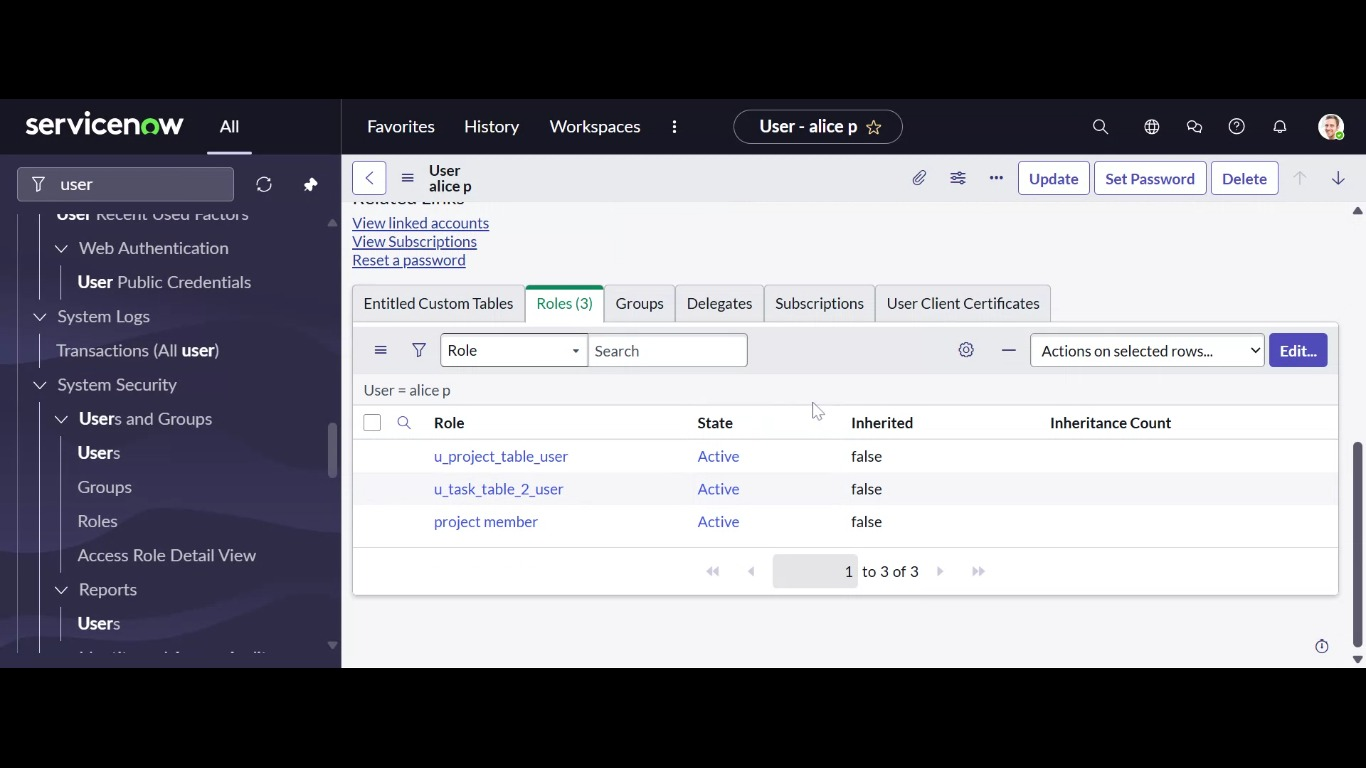 servicenow
All
Favorites
History
Workspaces
User - alice p
user
User
alice p
Update
Set Password
Delete
User Recent Used Factors
Web Authentication
User Public Credentials
System Logs
Transactions (All user)
System Security
Users and Groups
Users
Groups
Roles
Access Role Detail View
Reports
Users
Related Links
View linked accounts
View Subscriptions
Reset a password
Entitled Custom Tables
Roles (3)
Groups
Delegates
Subscriptions
User Client Certificates
Role
Search
Actions on selected rows...
Edit...
User = alice p
Role State Inherited Inheritance Count
u_project_table_user Active false
u_task_table_2_user Active false
project member Active false
1 to 3 of 3